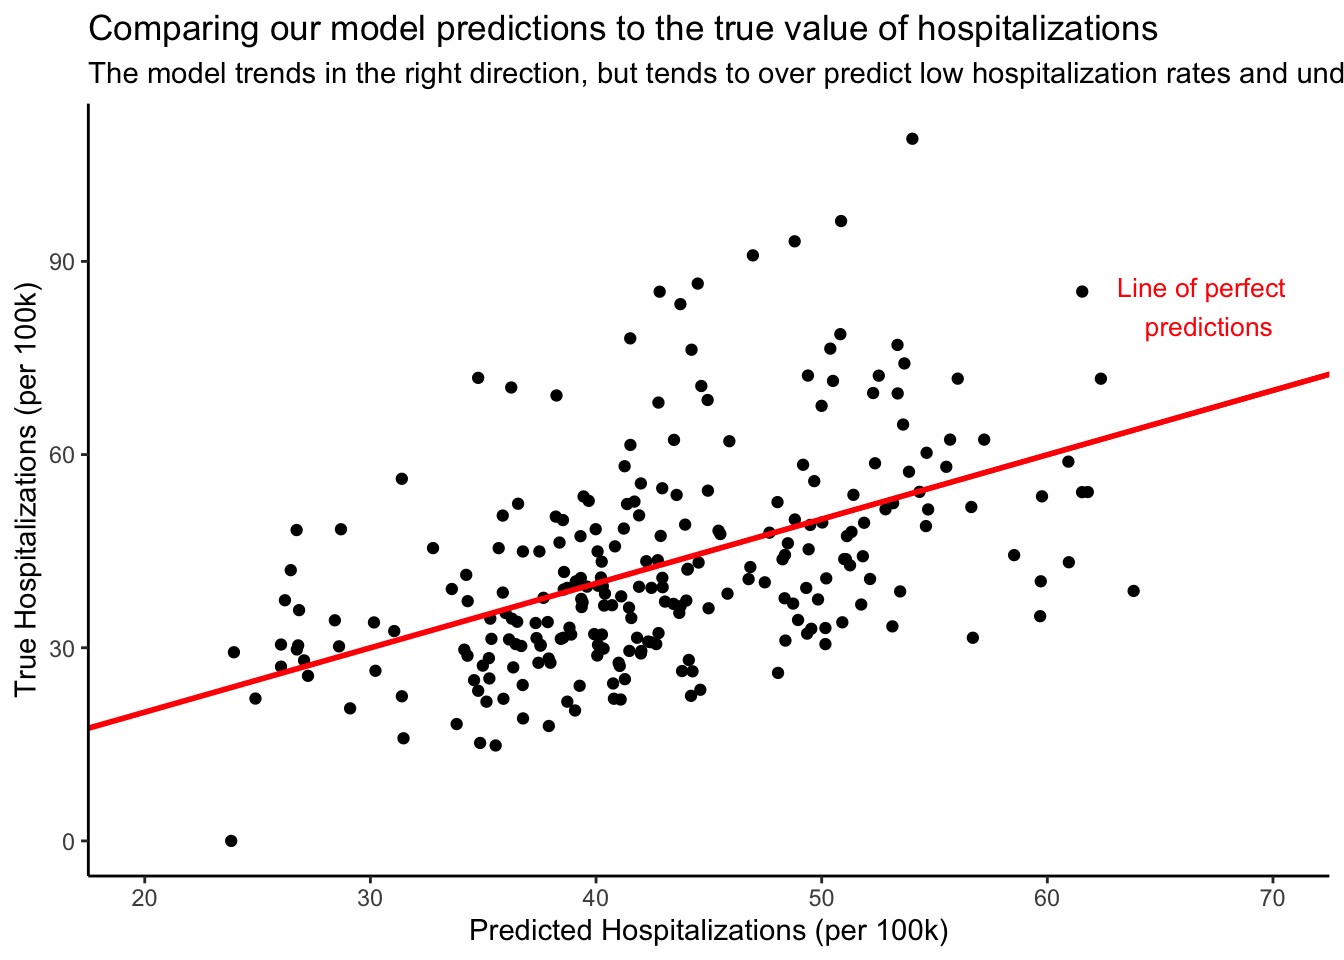 Comparing our model predictions to the true value of hospitalizations
The model trends in the right direction, but tends to over predict low hospitalization rates and und
True Hospitalizations (per 100k)
90
60
30
0
Line of perfect
predictions
20 30 40 50 60 70
Predicted Hospitalizations (per 100k)